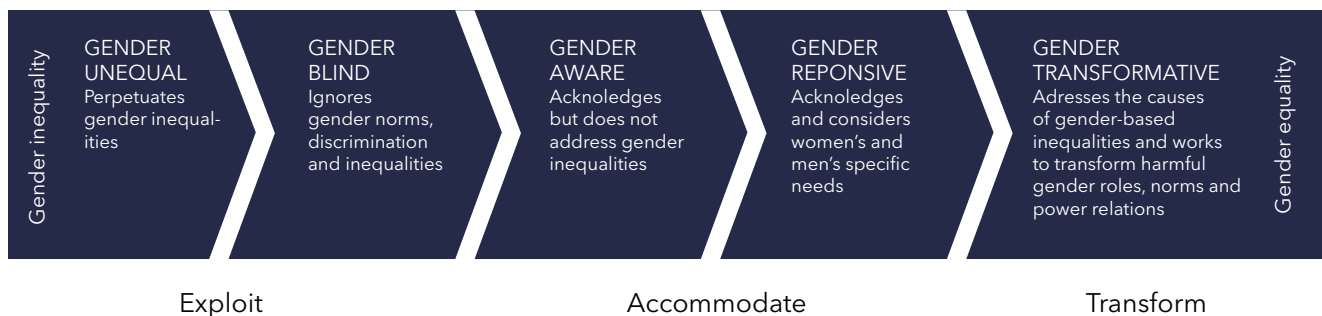 Gender inequality
GENDER
UNEQUAL
Perpetuates
gender inequal-
ities
GENDER
BLIND
Ignores
gender norms,
discrimination
and inequalities
GENDER
AWARE
Acknoledges
but does not
address gender
inequalities
GENDER
REPONSIVE
Acknoledges
and considers
women’s and
men’s specific
needs
GENDER
TRANSFORMATIVE
Adresses the causes
of gender-based
inequalities and works
to transform harmful
gender roles, norms and
power relations
Gender equality
Exploit
Accommodate
Transform